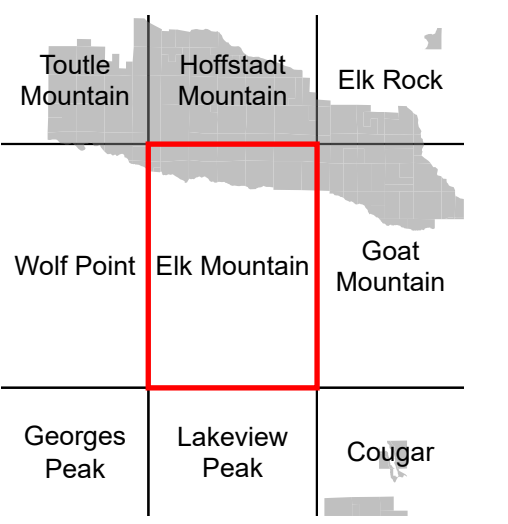 Toutle
Mountain
Hoffstadt
Mountain
Elk Rock
Wolf Point
Elk Mountain
Goat
Mountain
Georges
Peak
Lakeview
Peak
Cougar